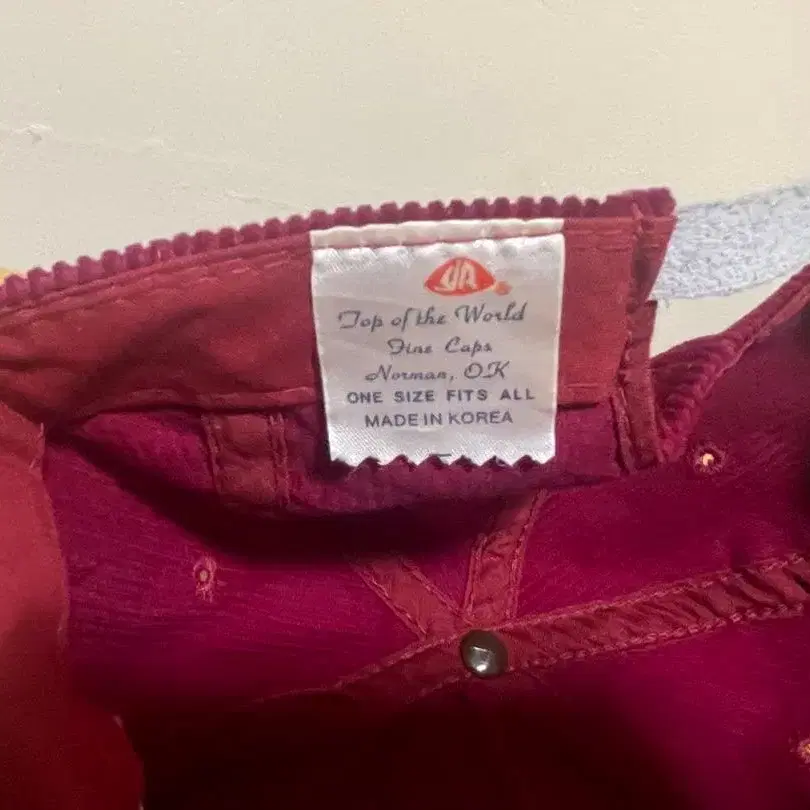 Top of the World
Fine Caps
Norman, OK
ONE SIZE FITS ALL
MADE IN KOREA